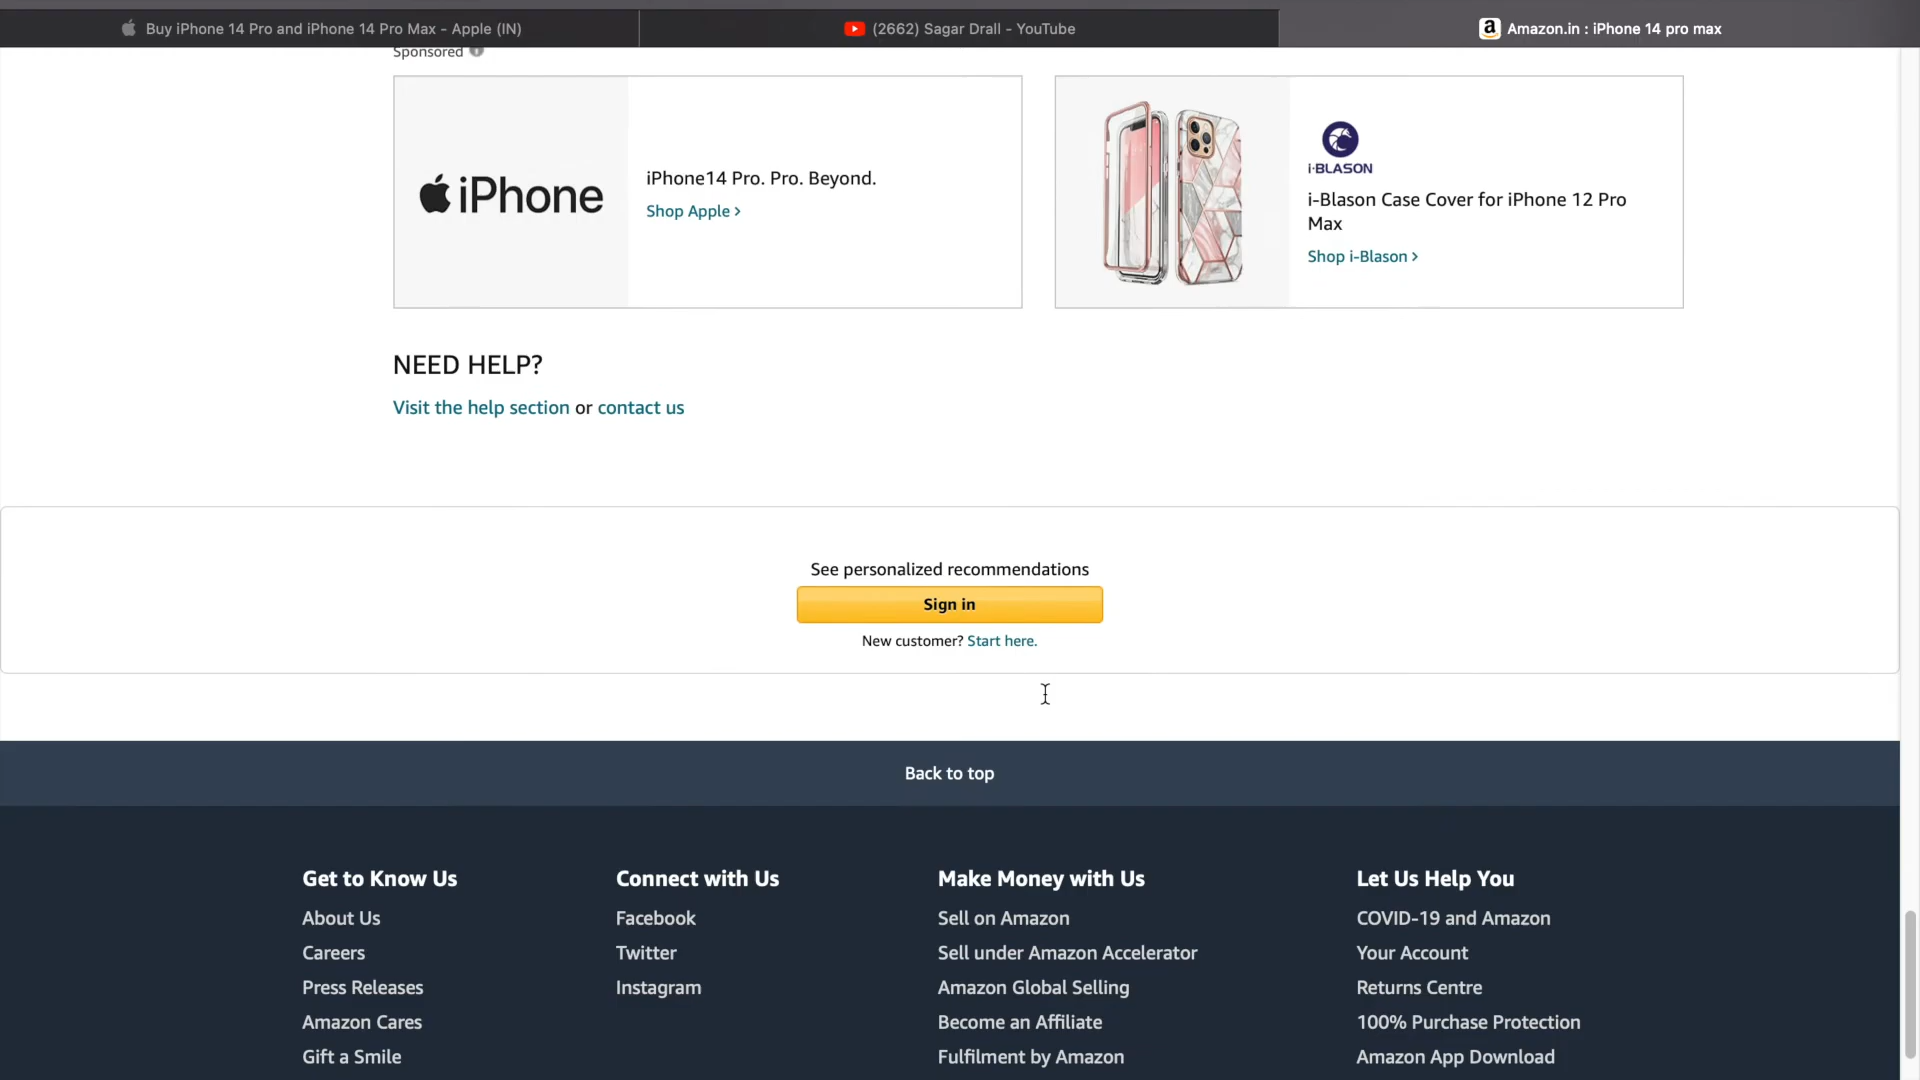 Buy iPhone 14 Pro and iPhone 14 Pro Max - Apple (IN)
(2662) Sagar Drall - YouTube
Amazon.in : iPhone 14 pro max
Sponsored
iPhone
iPhone14 Pro. Pro. Beyond.
Shop Apple ›
i-BLASON
i-Blason Case Cover for iPhone 12 Pro
Max
Shop i-Blason ›
NEED HELP?
Visit the help section or contact us
See personalized recommendations
Sign in
New customer? Start here.
Back to top
Get to Know Us
About Us
Careers
Press Releases
Amazon Cares
Gift a Smile
Connect with Us
Facebook
Twitter
Instagram
Make Money with Us
Sell on Amazon
Sell under Amazon Accelerator
Amazon Global Selling
Become an Affiliate
Fulfilment by Amazon
Let Us Help You
COVID-19 and Amazon
Your Account
Returns Centre
100% Purchase Protection
Amazon App Download